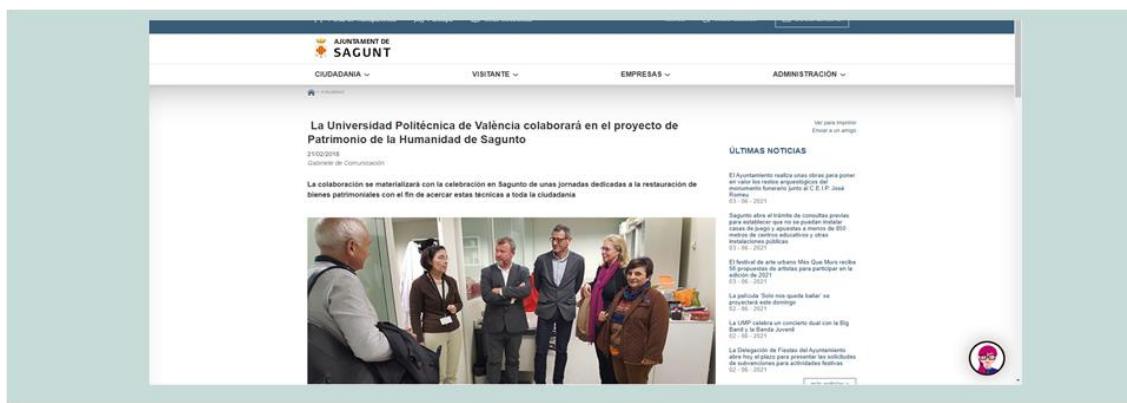 AJUNTAMENT DE
SAGUNT
CIUDADANIA
VISITANTE
EMPRESAS
ADMINISTRACIÓN
La Universidad Politécnica de València colaborará en el proyecto de
Patrimonio de la Humanidad de Sagunto
21/02/2018
Gabinete de Comunicación
La colaboración se materializará con la celebración en Sagunto de unas jornadas dedicadas a la restauración de
bienes patrimoniales con el fin de acercar estas técnicas a toda la ciudadanía
Ver para imprimir
Enviar a un amigo
ÚLTIMAS NOTICIAS
El Ayuntamiento realiza unas obras para poner
en valor los restos arqueológicos del
monumento funerario junto al C.E.I.P. José
Romeu
03 - 06 - 2021
Sagunto abre el trámite de consultas previas
para establecer que no se puedan instalar
casas de juego y apuestas a menos de 850
metros de centros educativos y otras
instalaciones públicas
03 - 06 - 2021
El festival de arte urbano Més Que Murs recibe
56 propuestas de artistas para participar en la
edición de 2021
03 - 06 - 2021
La película 'Solo nos queda bailar' se
proyectará este domingo
02 - 06 - 2021
La UMP celebra un concierto dual con la Big
Band y la Banda Juvenil
02 - 06 - 2021
La Delegación de Fiestas del Ayuntamiento
abre hoy el plazo para presentar las solicitudes
de subvenciones para actividades festivas
02 - 06 - 2021